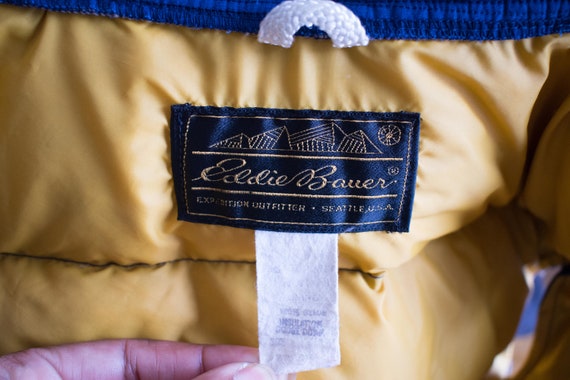 Eddie Bauer®
EXPEDITION OUTFITTER · SEATTLE, U.S.A.